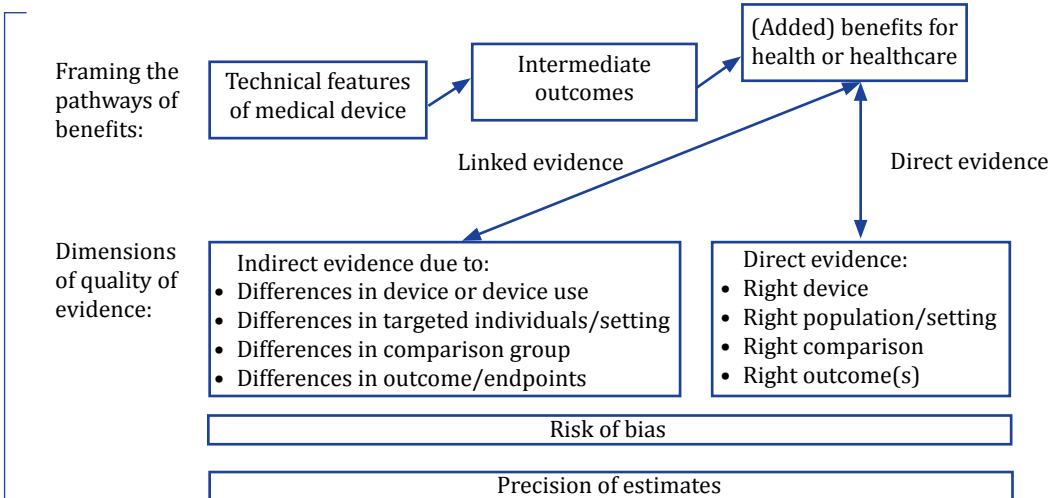 Framing the
pathways of
benefits:
Technical features
of medical device
Intermediate
outcomes
(Added) benefits for
health or healthcare
Linked evidence
Direct evidence
Dimensions
of quality of
evidence:
Indirect evidence due to:
• Differences in device or device use
• Differences in targeted individuals/setting
• Differences in comparison group
• Differences in outcome/endpoints
Direct evidence:
• Right device
• Right population/setting
• Right comparison
• Right outcome(s)
Risk of bias
Precision of estimates